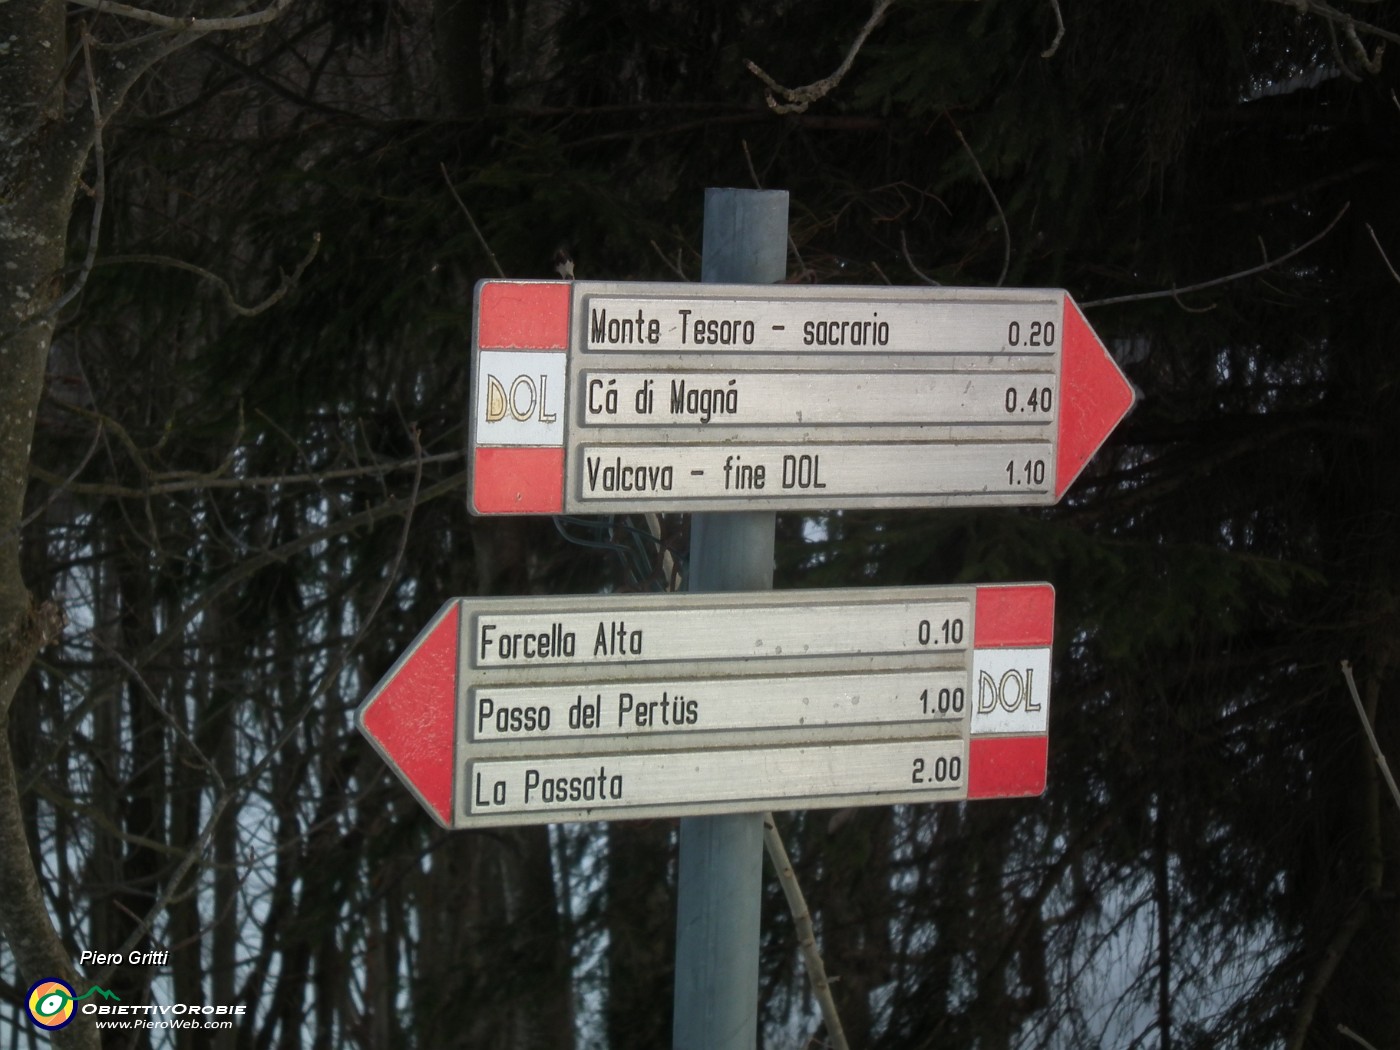 Monte Tesoro - sacrario 0.20
DOL
Cá di Magná 0.40
Valcava - fine DOL 1.10
Forcella Alta 0.10
Passo del Pertüs 1.00
DOL
La Passata 2.00
Piero Gritti
ObiettivOrobie
www.PieroWeb.com